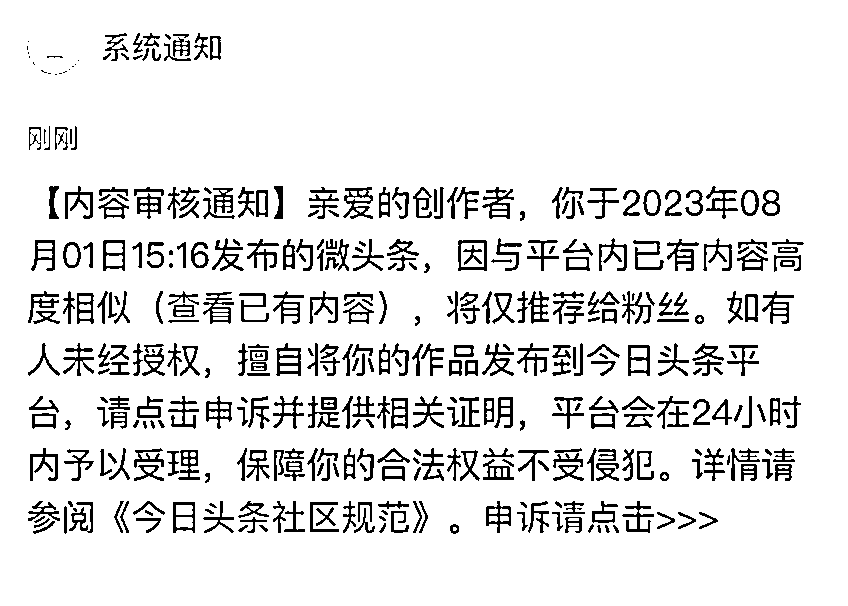 系统通知
刚刚
【内容审核通知】亲爱的创作者，你于2023年08
月01日15:16发布的微头条，因与平台内已有内容高
度相似（查看已有内容），将仅推荐给粉丝。如有
人未经授权，擅自将你的作品发布到今日头条平
台，请点击申诉并提供相关证明，平台会在24小时
内予以受理，保障你的合法权益不受侵犯。详情请
参阅《今日头条社区规范》。申诉请点击>>>